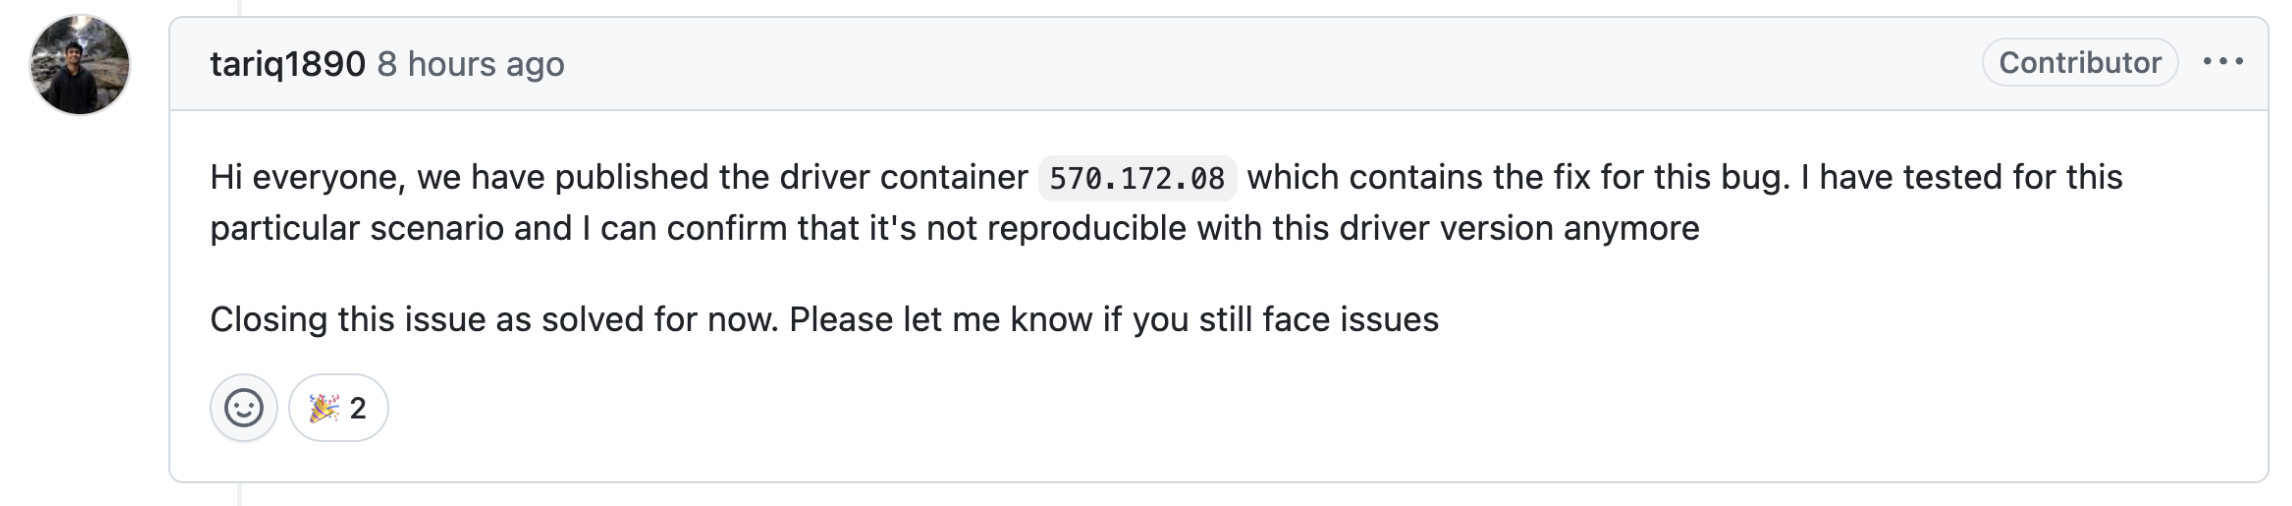 tariq1890 8 hours ago
Contributor
Hi everyone, we have published the driver container 570.172.08 which contains the fix for this bug. I have tested for this
particular scenario and I can confirm that it's not reproducible with this driver version anymore
Closing this issue as solved for now. Please let me know if you still face issues
2